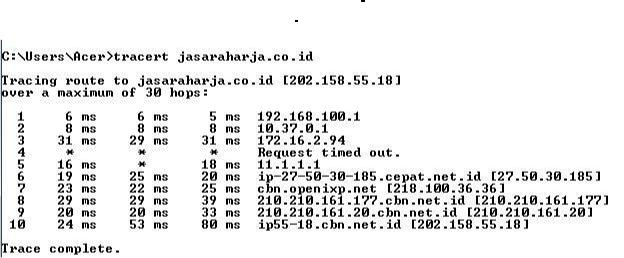 C:\Users\Acer>tracert jasaraharja.co.id
Tracing route to jasaraharja.co.id [202.158.55.18]
over a maximum of 30 hops:
1 6 ms 6 ms 5 ms 192.168.100.1
2 8 ms 8 ms 8 ms 10.37.0.1
3 31 ms 29 ms 31 ms 172.16.2.94
4 * * * Request timed out.
5 16 ms * 18 ms 11.1.1.1
6 19 ms 25 ms 20 ms ip-27-50-30-185.cepat.net.id [27.50.30.185]
7 23 ms 22 ms 25 ms cbn.openixp.net [218.100.36.36]
8 29 ms 29 ms 39 ms 210.210.161.177.cbn.net.id [210.210.161.177]
9 20 ms 20 ms 33 ms 210.210.161.20.cbn.net.id [210.210.161.20]
10 24 ms 53 ms 80 ms ip55-18.cbn.net.id [202.158.55.18]
Trace complete.